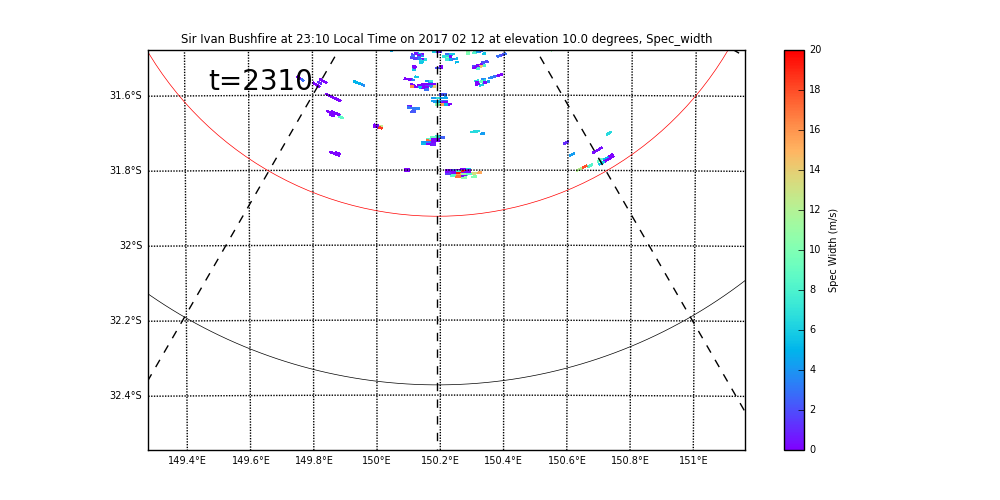 Sir Ivan Bushfire at 23:10 Local Time on 2017 02 12 at elevation 10.0 degrees, Spec_width
t=2310
31.6°S
31.8°S
32°S
32.2°S
32.4°S
149.4°E 149.6°E 149.8°E 150°E 150.2°E 150.4°E 150.6°E 150.8°E 151°E
20
18
16
14
12
10
8
6
4
2
0
Spec Width (m/s)